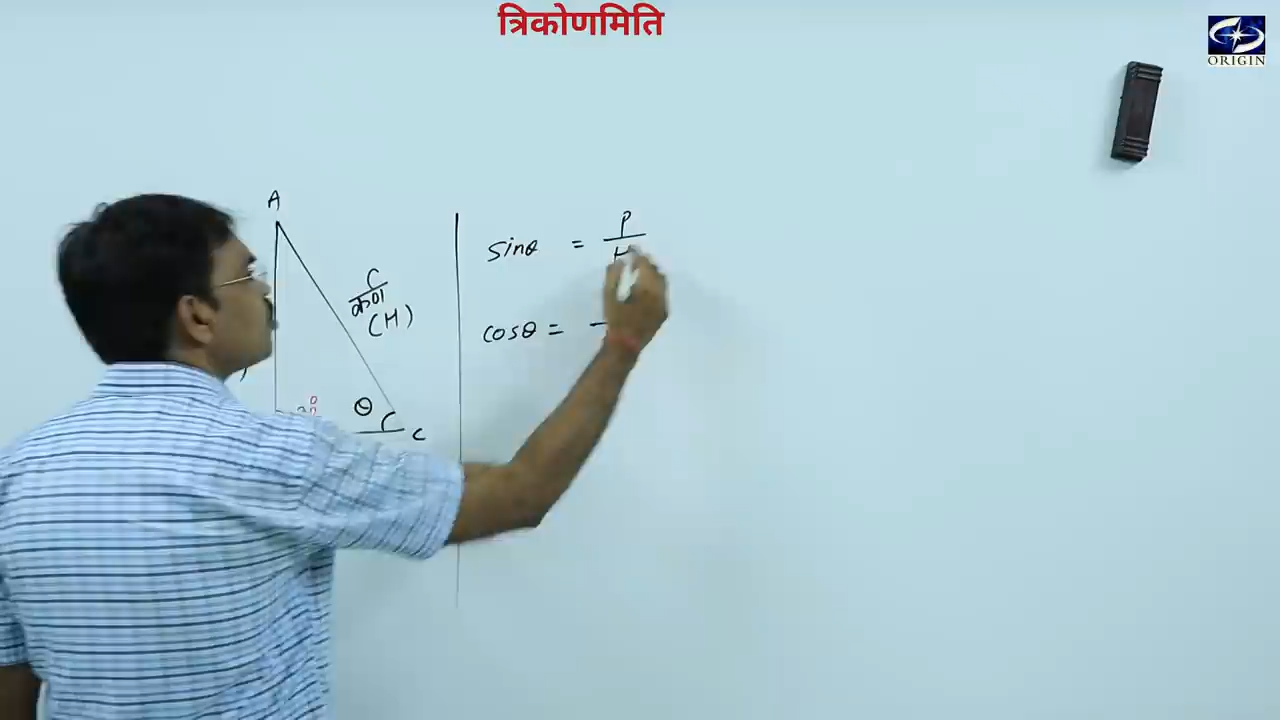 त्रिकोणमिति
ORIGIN
A
कर्ण
(H)
θ
C
sinθ = P/H
cosθ =